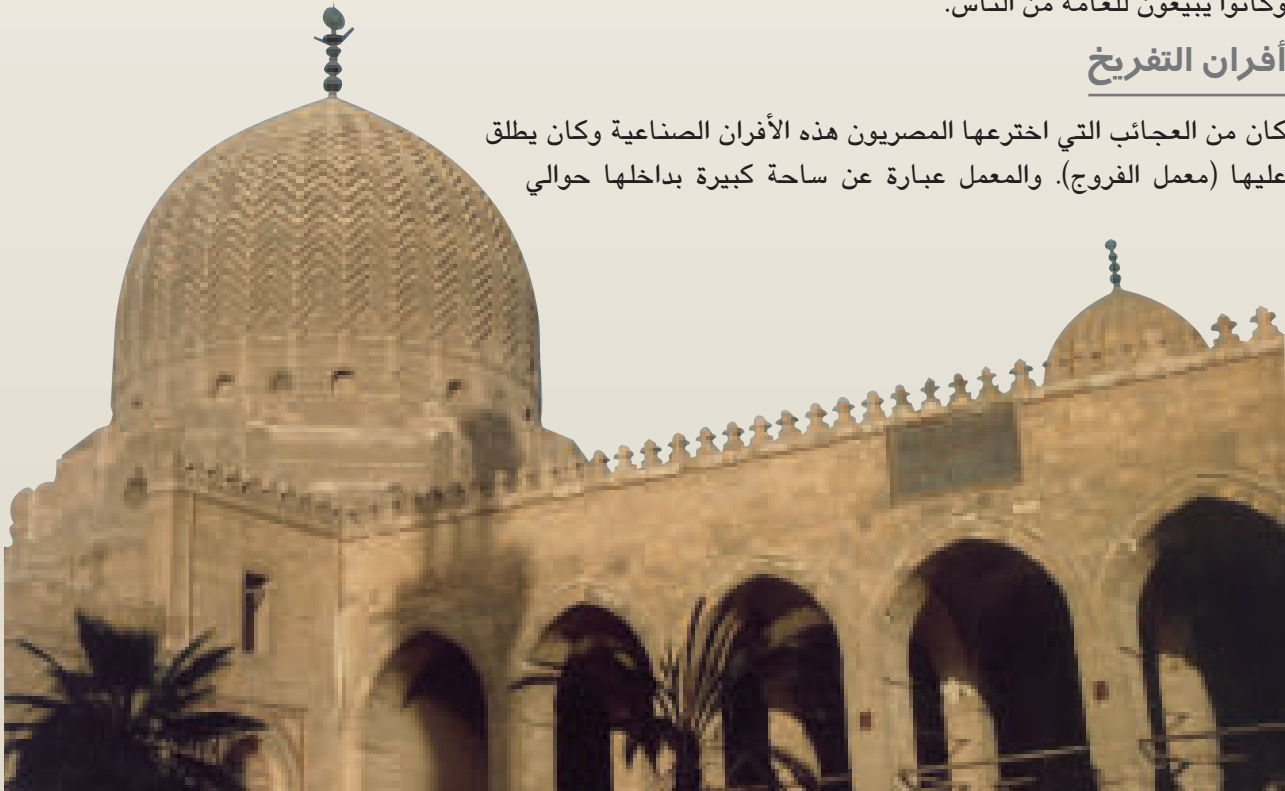 وكانوا يبيعون للعامة من الناس.
أفران التفريخ
كان من العجائب التي اخترعها المصريون هذه الأفران الصناعية وكان يطلق
عليها (معمل الفروج). والمعمل عبارة عن ساحة كبيرة بداخلها حوالي